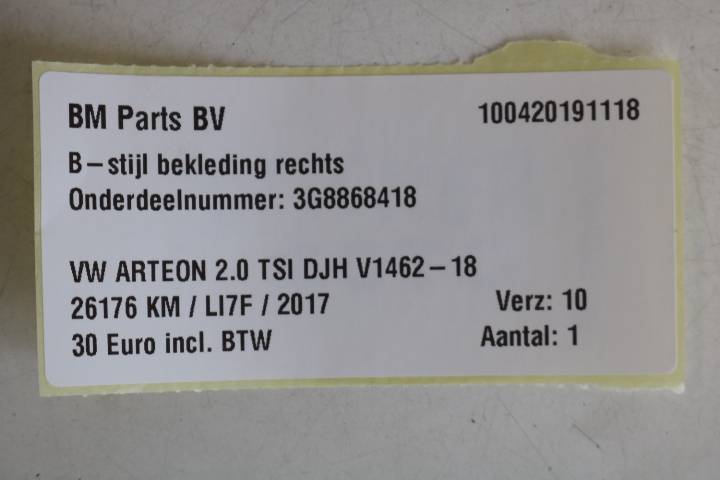 BM Parts BV 100420191118
B-stijl bekleding rechts
Onderdeelnummer: 3G8868418
VW ARTEON 2.0 TSI DJH V1462-18
26176 KM / LI7F / 2017 Verz: 10
30 Euro incl. BTW Aantal: 1